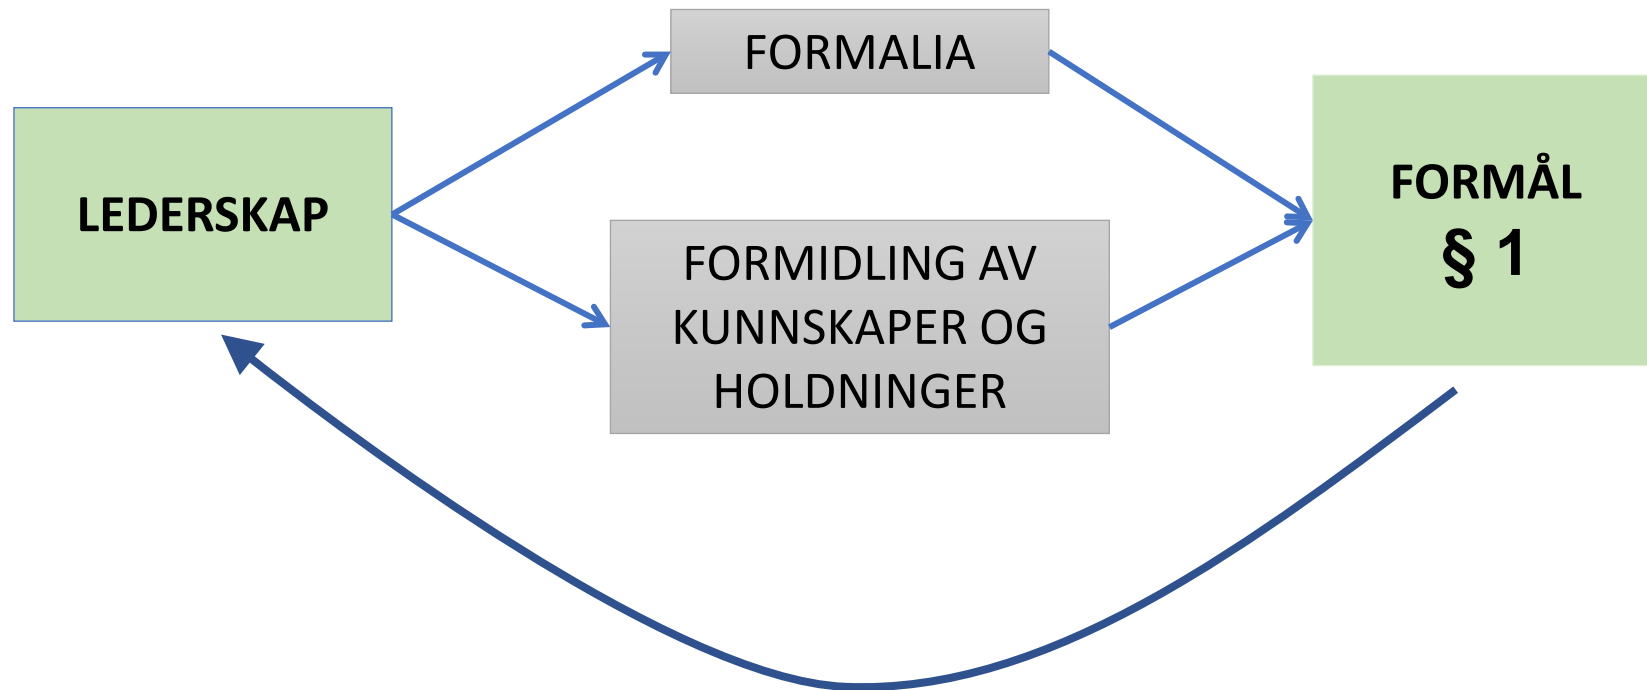 FORMALIA
LEDERSKAP
FORMIDLING AV
KUNNSKAPER OG
HOLDNINGER
FORMÅL
§ 1